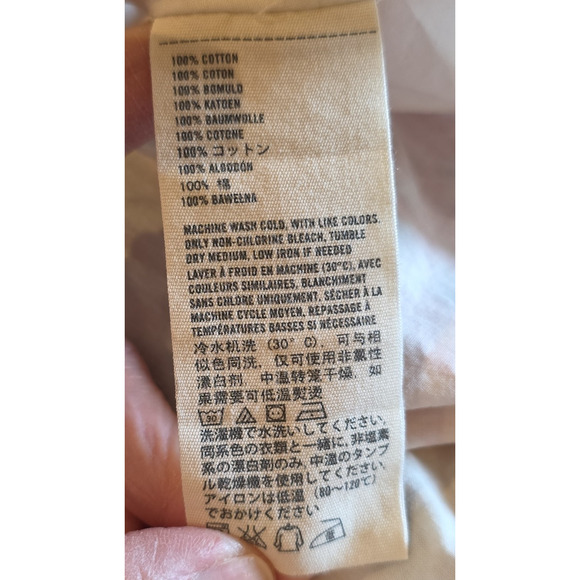 100% COTTON
100% COTON
100% BOMULD
100% KATOEN
100% BAUMWOLLE
100% COTONE
100% コットン
100% ALGODÓN
100% 棉
100% BAWEŁNA
MACHINE WASH COLD, WITH LIKE COLORS.
ONLY NON-CHLORINE BLEACH, TUMBLE
DRY MEDIUM, LOW IRON IF NEEDED
LAVER À FROID EN MACHINE (30°C), AVEC
COULEURS SIMILAIRES, BLANCHIMENT
SANS CHLORE UNIQUEMENT, SÉCHER À LA
MACHINE CYCLE MOYEN, REPASSAGE À
TEMPÉRATURES BASSES SI NÉCESSAIRE
冷水机洗 (30°C), 可与相
似色同洗, 仅可使用非氯性
漂白剂, 中温转笼干燥, 如
果需要可低温熨烫
30
洗濯機で水洗いしてください,
同系色の衣類と一緒に, 非塩素
系の漂白剤のみ, 中温のタンブ
ル乾燥機を使用してください,
アイロンは低温 (80～120℃)
でおかけください